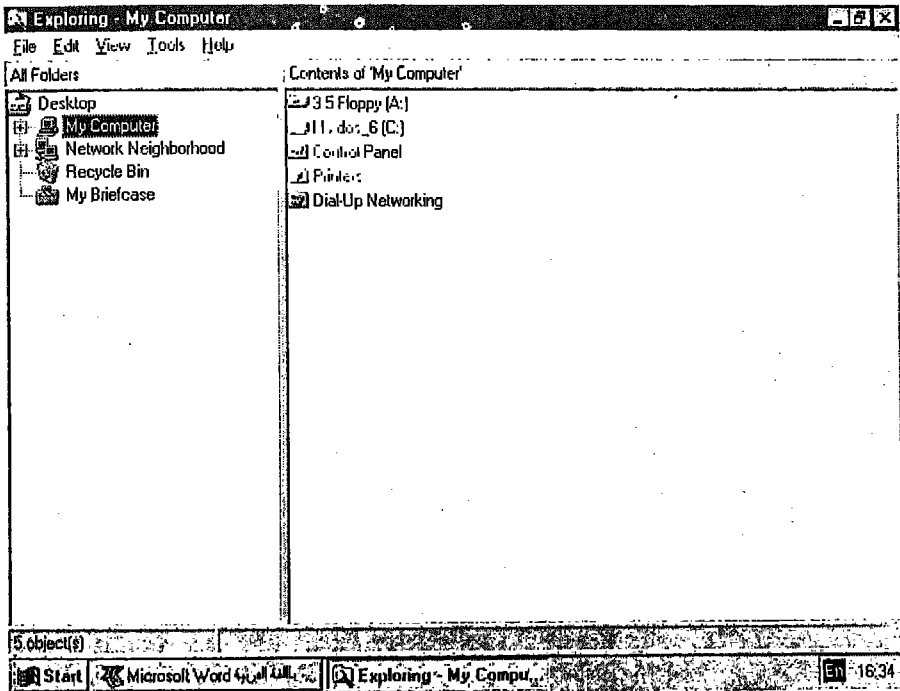 Exploring - My Computer
File Edit View Tools Help
All Folders
Contents of 'My Computer'
Desktop
My Computer
Network Neighborhood
Recycle Bin
My Briefcase
3.5 Floppy (A:)
dos_6 (C:)
Control Panel
Printers
Dial-Up Networking
5 object(s)
Start
Microsoft Word
Exploring - My Compu...
En
16:34